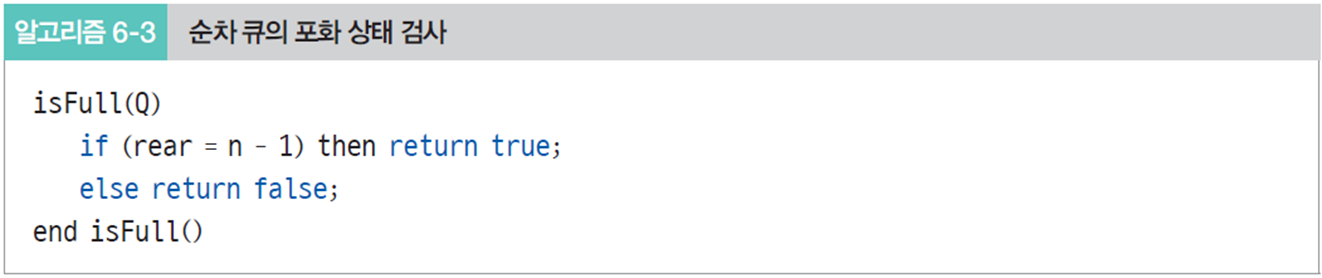 알고리즘 6-3 순차 큐의 포화 상태 검사
isFull(Q)
if (rear = n - 1) then return true;
else return false;
end isFull()